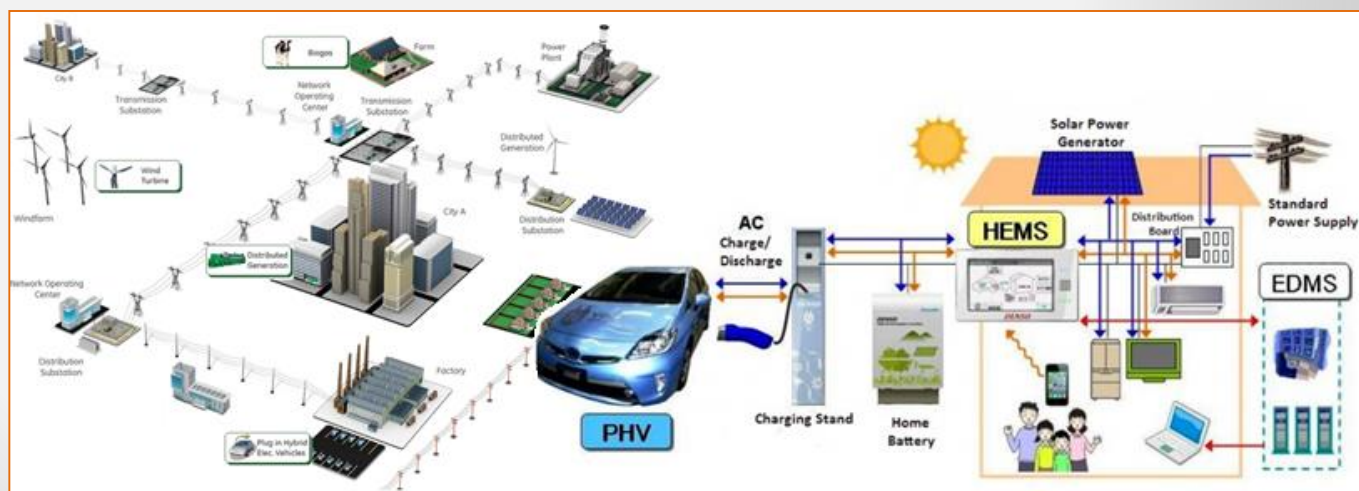 City B
Transmission
Substation
Biogas
Farm
Network
Operating
Center
Transmission
Substation
Power
Plant
Wind
Turbine
Windfarm
Distributed
Generation
City A
Distribution
Substation
Distributed
Generation
Network Operating
Center
Distribution
Substation
Factory
Plug in Hybrid
Elec. Vehicles
PHV
AC
Charge/
Discharge
Charging Stand
Home
Battery
Solar Power
Generator
HEMS
DENSO
Distribution
Board
Standard
Power Supply
EDMS